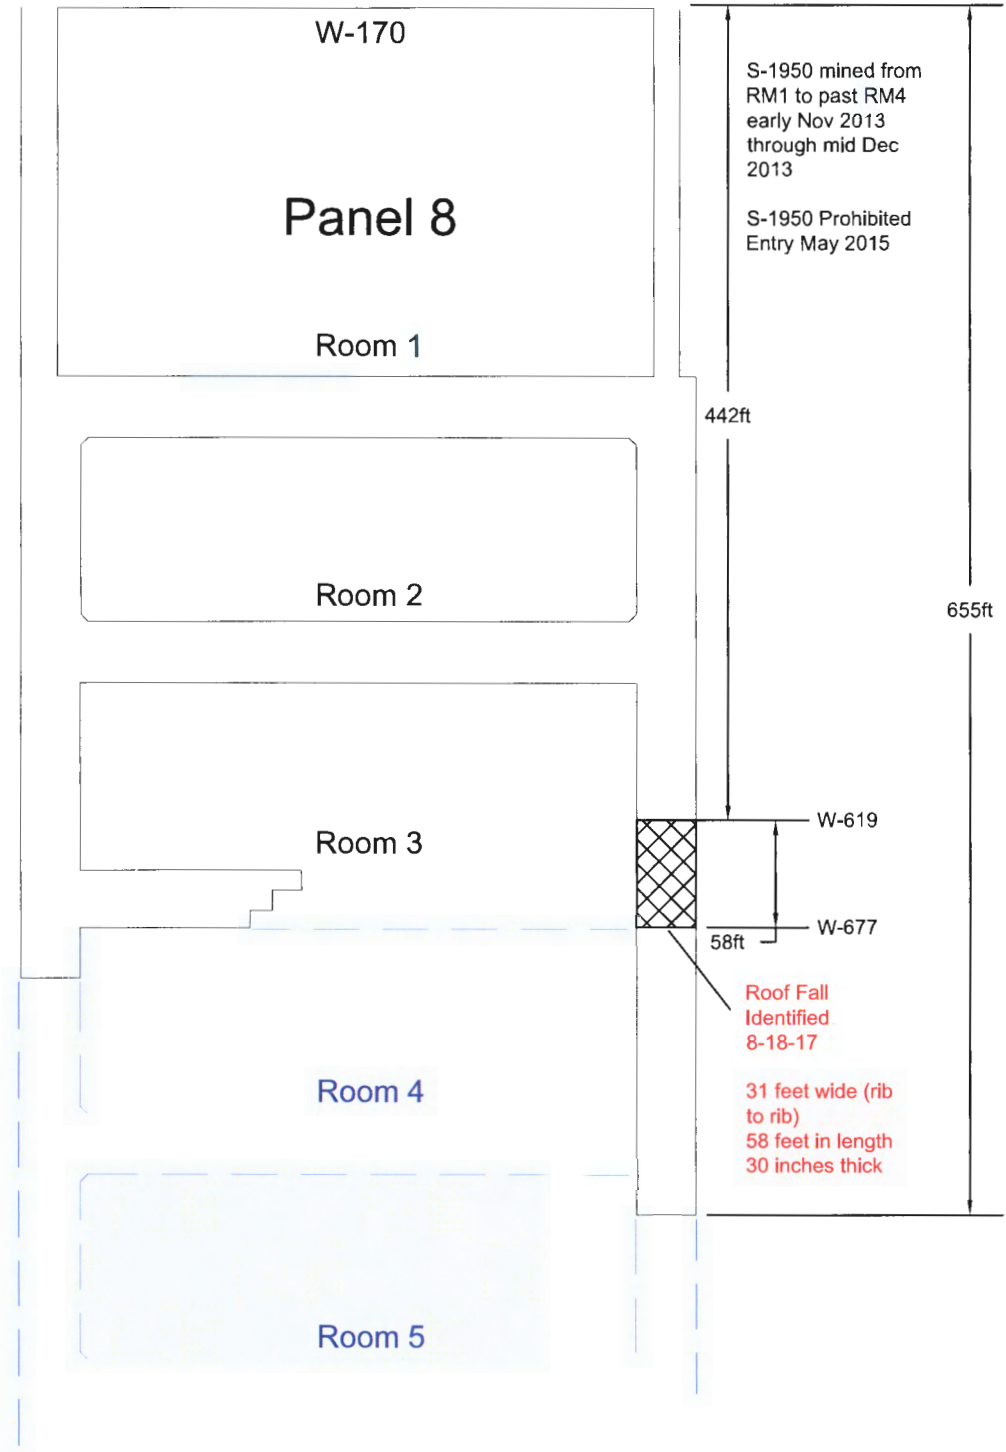 W-170
S-1950 mined from
RM1 to past RM4
early Nov 2013
through mid Dec
2013
S-1950 Prohibited
Entry May 2015
Panel 8
Room 1
442ft
Room 2
655ft
Room 3
W-619
W-677
58ft
Roof Fall
Identified
8-18-17
31 feet wide (rib
to rib)
58 feet in length
30 inches thick
Room 4
Room 5